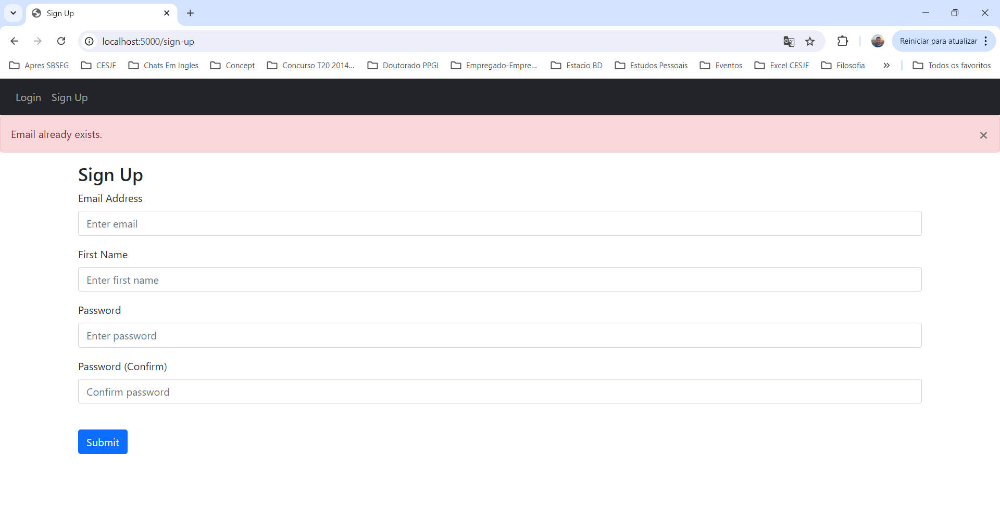 Sign Up
localhost:5000/sign-up
Reiniciar para atualizar
Apres SBSEG CESJF Chats Em Ingles Concept Concurso T20 2014... Doutorado PPGI Empregado-Empre... Estacio BD Estudos Pessoais Eventos Excel CESJF Filosofia » Todos os favoritos
Login Sign Up
Email already exists. ×
Sign Up
Email Address
Enter email
First Name
Enter first name
Password
Enter password
Password (Confirm)
Confirm password
Submit